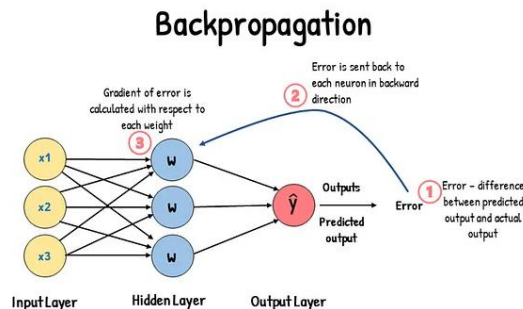 Backpropagation
Error is sent back to
each neuron in backward
direction
2
Gradient of error is
calculated with respect to
each weight
3
x1
x2
x3
w
w
w
ŷ
Outputs
Predicted
output
Error
1
Error - difference
between predicted
output and actual
output
Input Layer
Hidden Layer
Output Layer